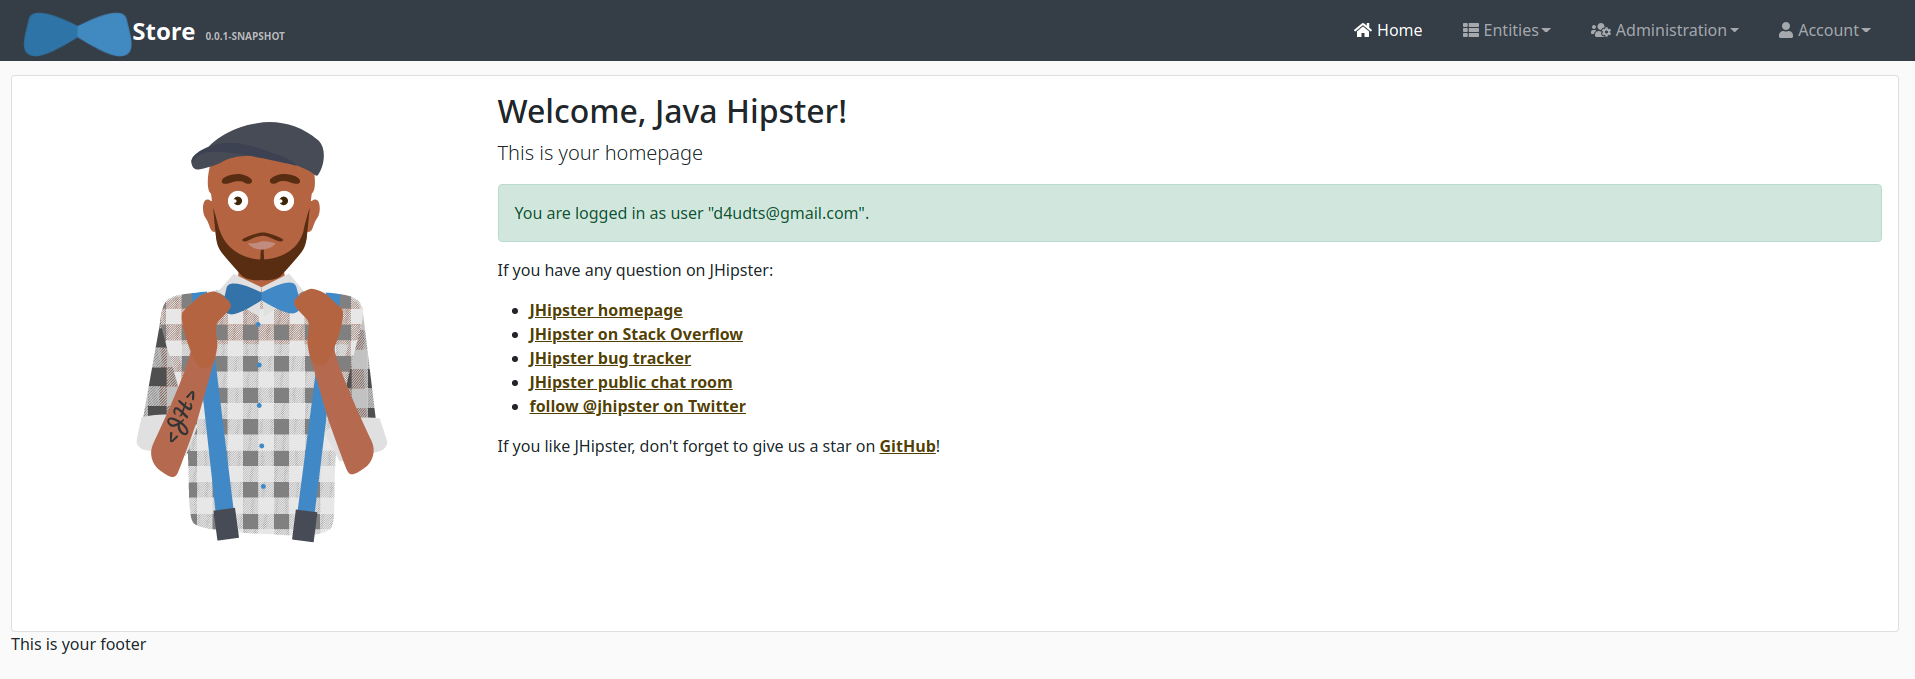 Store 0.0.1-SNAPSHOT Home Entities Administration Account
Welcome, Java Hipster!
This is your homepage
You are logged in as user "d4udts@gmail.com".
If you have any question on JHipster:
JHipster homepage
JHipster on Stack Overflow
JHipster bug tracker
JHipster public chat room
follow @jhipster on Twitter
If you like JHipster, don't forget to give us a star on GitHub!
<JH>
This is your footer